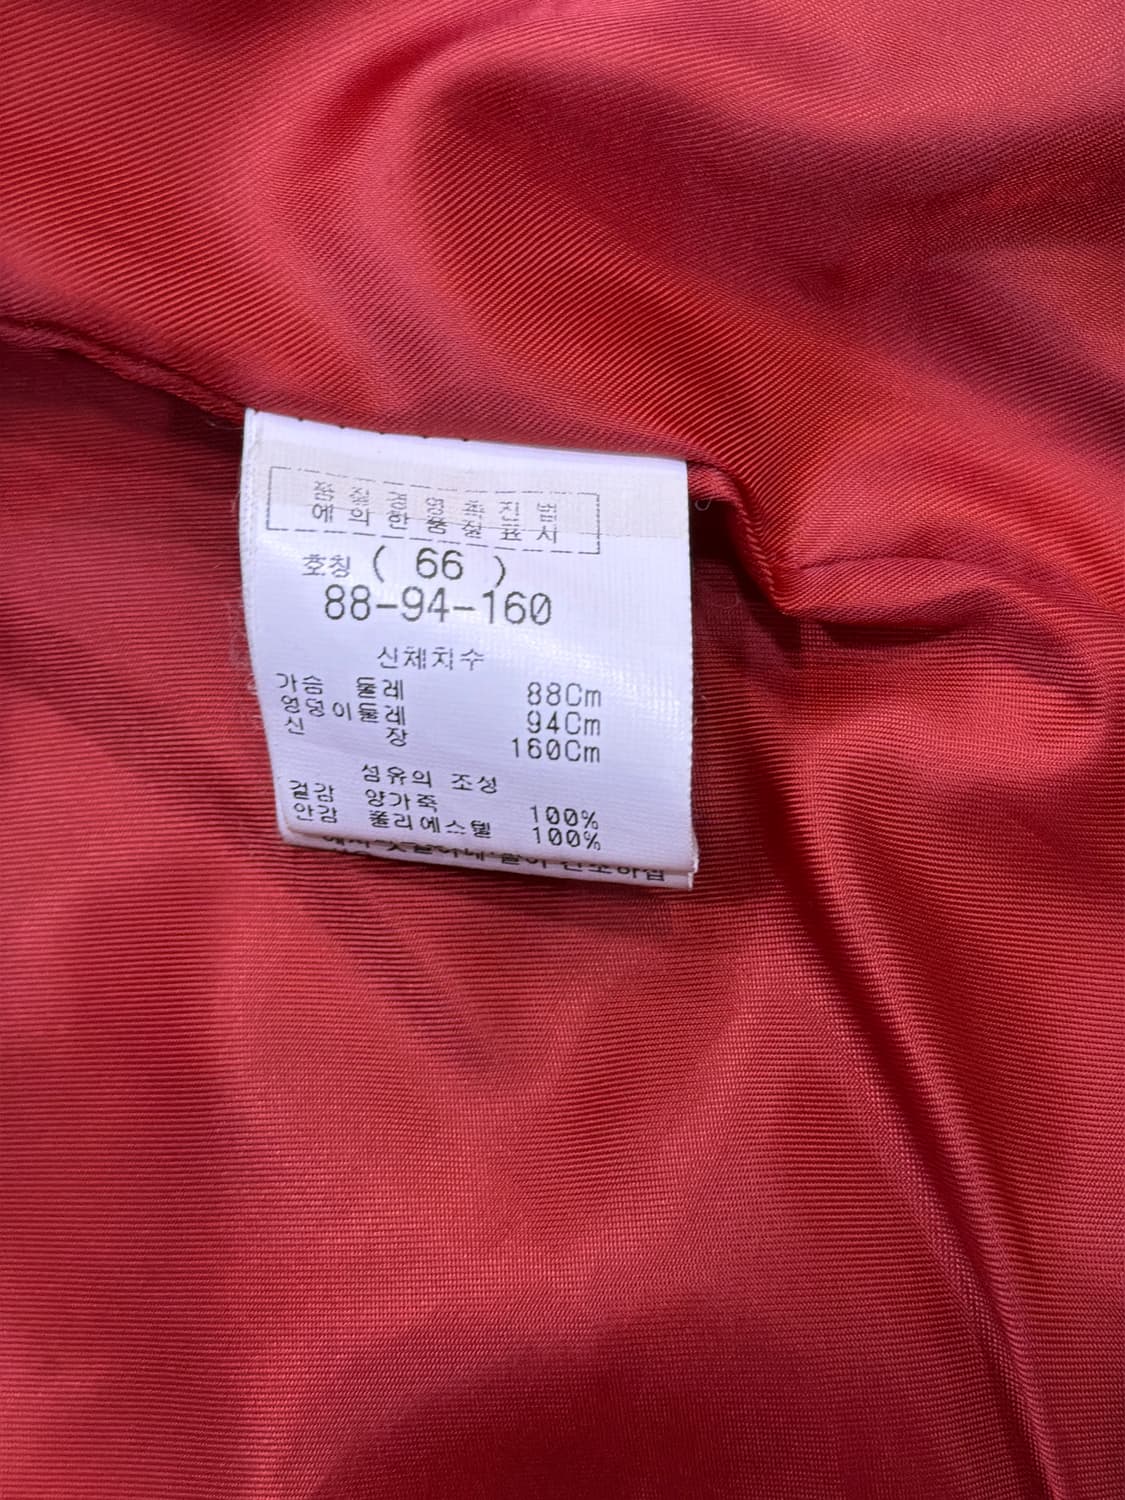 품 질 경 영 촉 진 법
에 의 한 품 질 표 시
호칭 ( 66 )
88-94-160
신체치수
가슴 둘레 88Cm
엉덩이둘레 94Cm
신 장 160Cm
섬유의 조성
겉감 양가죽 100%
안감 폴리에스텔 100%